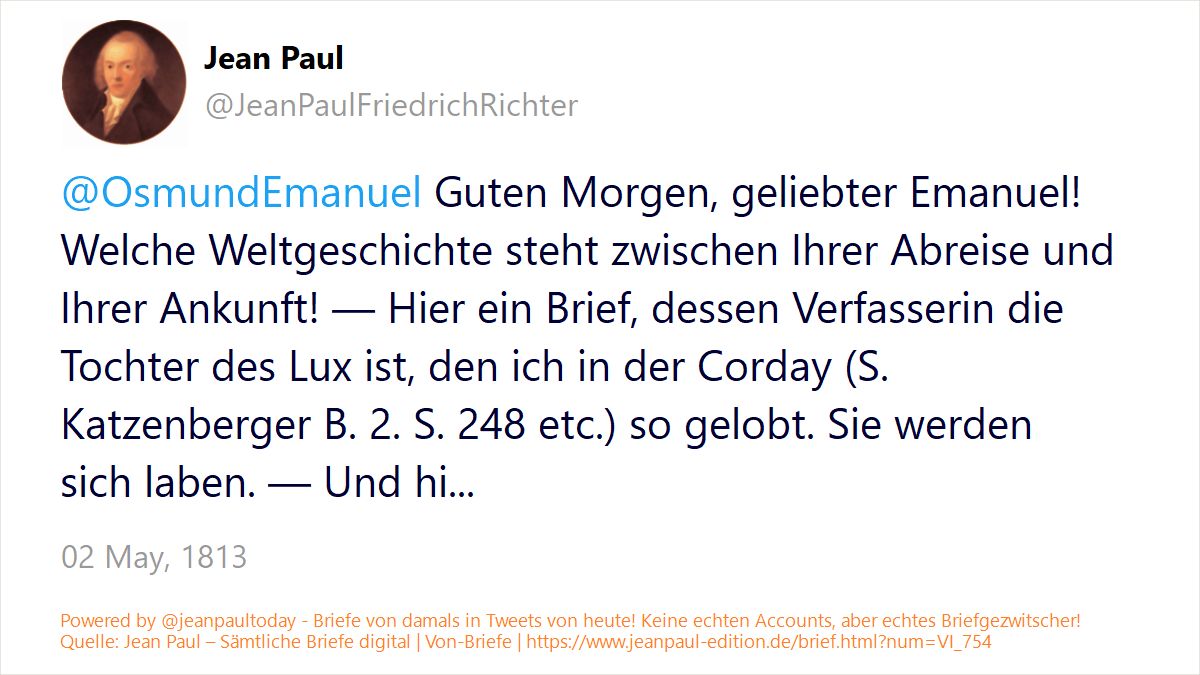 Jean Paul
@JeanPaulFriedrichRichter
@OsmundEmanuel Guten Morgen, geliebter Emanuel!
Welche Weltgeschichte steht zwischen Ihrer Abreise und
Ihrer Ankunft! — Hier ein Brief, dessen Verfasserin die
Tochter des Lux ist, den ich in der Corday (S.
Katzenberger B. 2. S. 248 etc.) so gelobt. Sie werden
sich laben. — Und hi...
02 May, 1813
Powered by @jeanpaultoday - Briefe von damals in Tweets von heute! Keine echten Accounts, aber echtes Briefgezwitscher!
Quelle: Jean Paul – Sämtliche Briefe digital | Von-Briefe | https://www.jeanpaul-edition.de/brief.html?num=VI_754